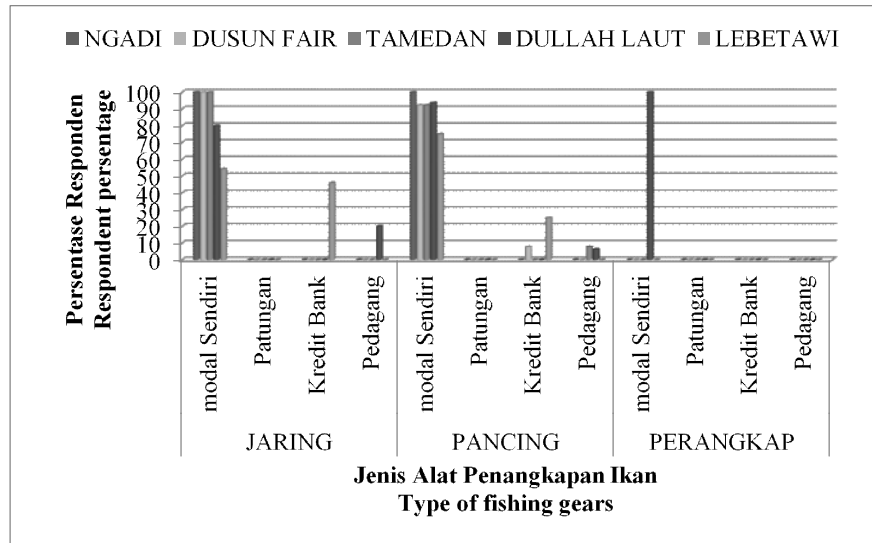 NGADI DUSUN FAIR TAMEDAN DULLAH LAUT LEBETAWI
Persentase Responden
Respondent persentage
100
90
80
70
60
50
40
30
20
10
0
modal Sendiri
Patungan
Kredit Bank
Pedagang
modal Sendiri
Patungan
Kredit Bank
Pedagang
modal Sendiri
Patungan
Kredit Bank
Pedagang
JARING PANCING PERANGKAP
Jenis Alat Penangkapan Ikan
Type of fishing gears